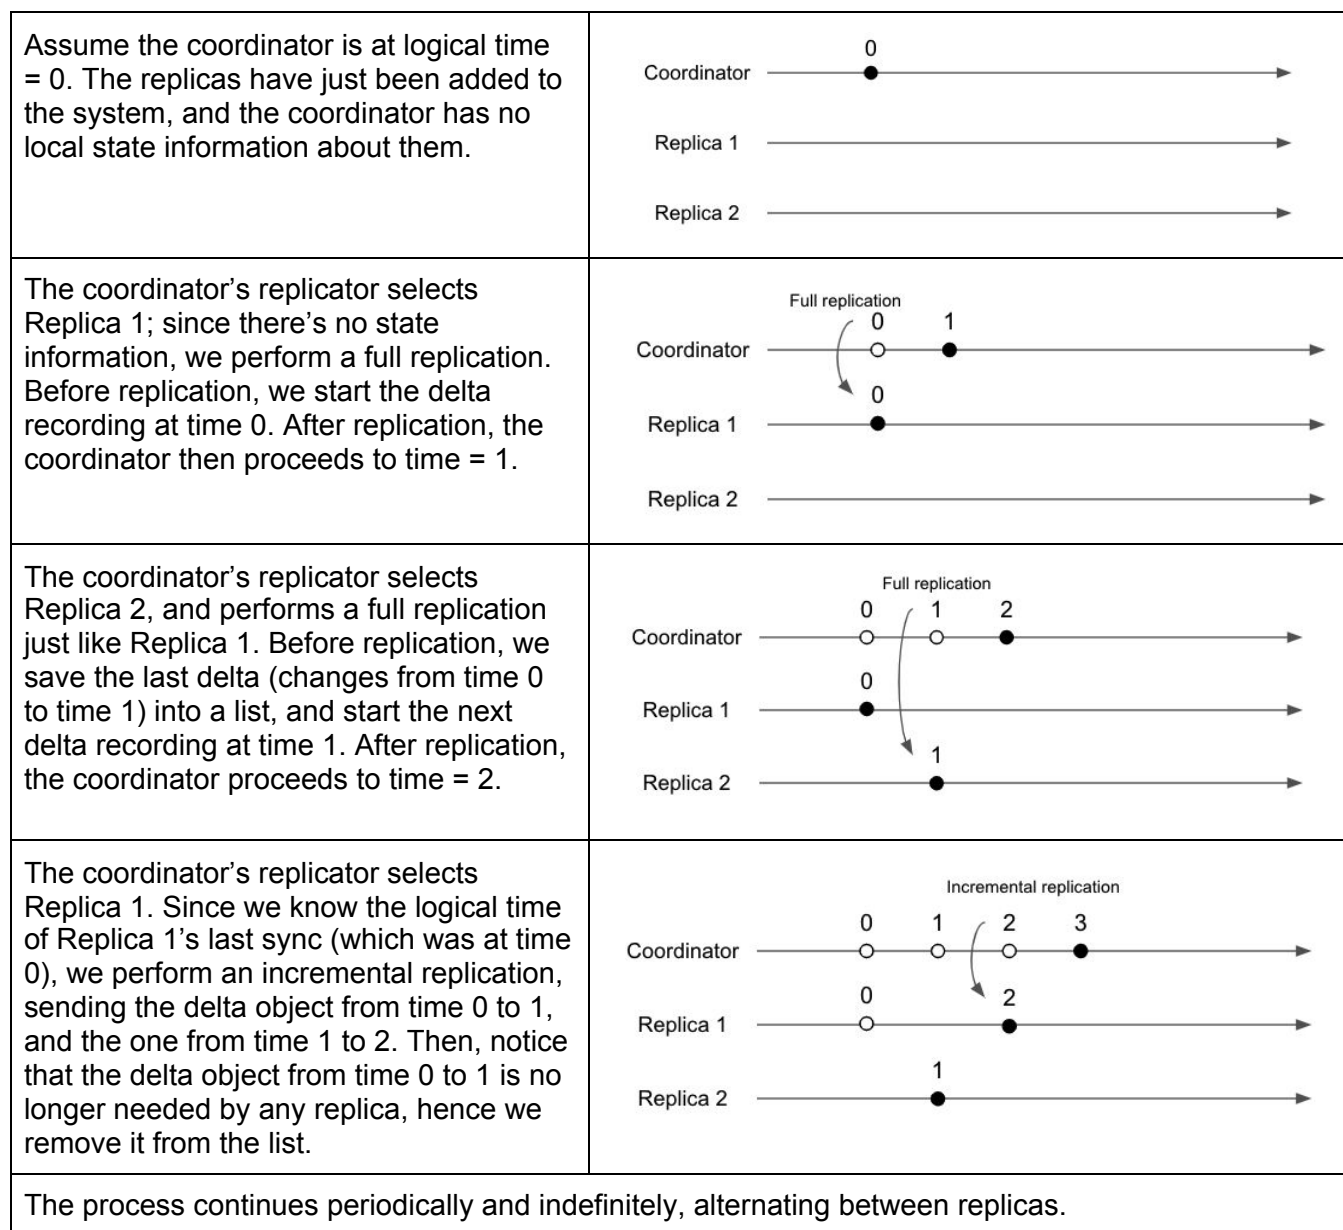 Assume the coordinator is at logical time
= 0. The replicas have just been added to
the system, and the coordinator has no
local state information about them.
0
Coordinator
Replica 1
Replica 2
The coordinator’s replicator selects
Replica 1; since there’s no state
information, we perform a full replication.
Before replication, we start the delta
recording at time 0. After replication, the
coordinator then proceeds to time = 1.
Full replication
0 1
Coordinator
0
Replica 1
Replica 2
The coordinator’s replicator selects
Replica 2, and performs a full replication
just like Replica 1. Before replication, we
save the last delta (changes from time 0
to time 1) into a list, and start the next
delta recording at time 1. After replication,
the coordinator proceeds to time = 2.
Full replication
0 1 2
Coordinator
0
Replica 1
1
Replica 2
The coordinator’s replicator selects
Replica 1. Since we know the logical time
of Replica 1’s last sync (which was at time
0), we perform an incremental replication,
sending the delta object from time 0 to 1,
and the one from time 1 to 2. Then, notice
that the delta object from time 0 to 1 is no
longer needed by any replica, hence we
remove it from the list.
Incremental replication
0 1 2 3
Coordinator
0 2
Replica 1
1
Replica 2
The process continues periodically and indefinitely, alternating between replicas.